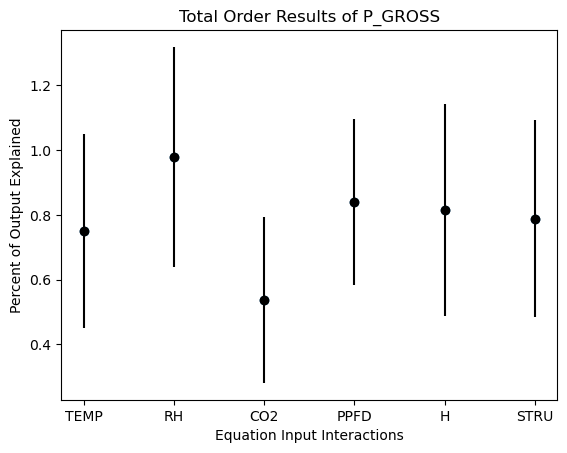 Total Order Results of P_GROSS
Percent of Output Explained
1.2
1.0
0.8
0.6
0.4
TEMP RH CO2 PPFD H STRU
Equation Input Interactions